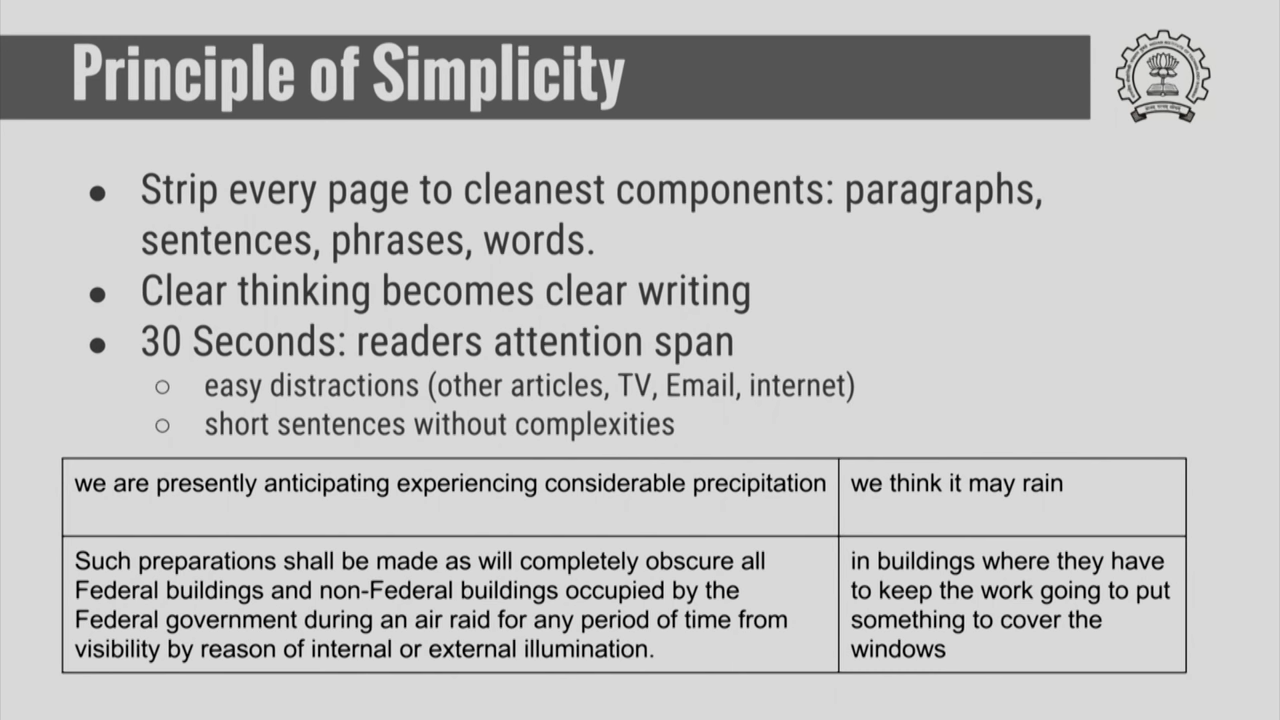 Principle of Simplicity
● Strip every page to cleanest components: paragraphs,
sentences, phrases, words.
● Clear thinking becomes clear writing
● 30 Seconds: readers attention span
○ easy distractions (other articles, TV, Email, internet)
○ short sentences without complexities
we are presently anticipating experiencing considerable precipitation
we think it may rain
Such preparations shall be made as will completely obscure all
Federal buildings and non-Federal buildings occupied by the
Federal government during an air raid for any period of time from
visibility by reason of internal or external illumination.
in buildings where they have
to keep the work going to put
something to cover the
windows